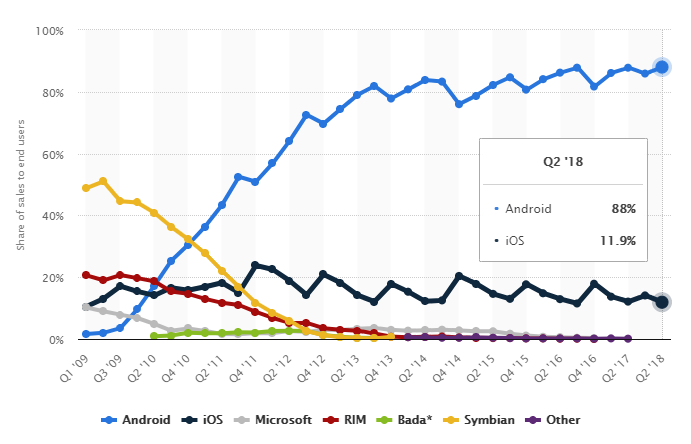 100%
80%
60%
40%
20%
0%
Share of sales to end users
Q2 '18
Android 88%
iOS 11.9%
Q1 '09
Q3 '09
Q2 '10
Q4 '10
Q2 '11
Q4 '11
Q2 '12
Q4 '12
Q2 '13
Q4 '13
Q2 '14
Q4 '14
Q2 '15
Q4 '15
Q2 '16
Q4 '16
Q2 '17
Q2 '18
Android iOS Microsoft RIM Bada* Symbian Other